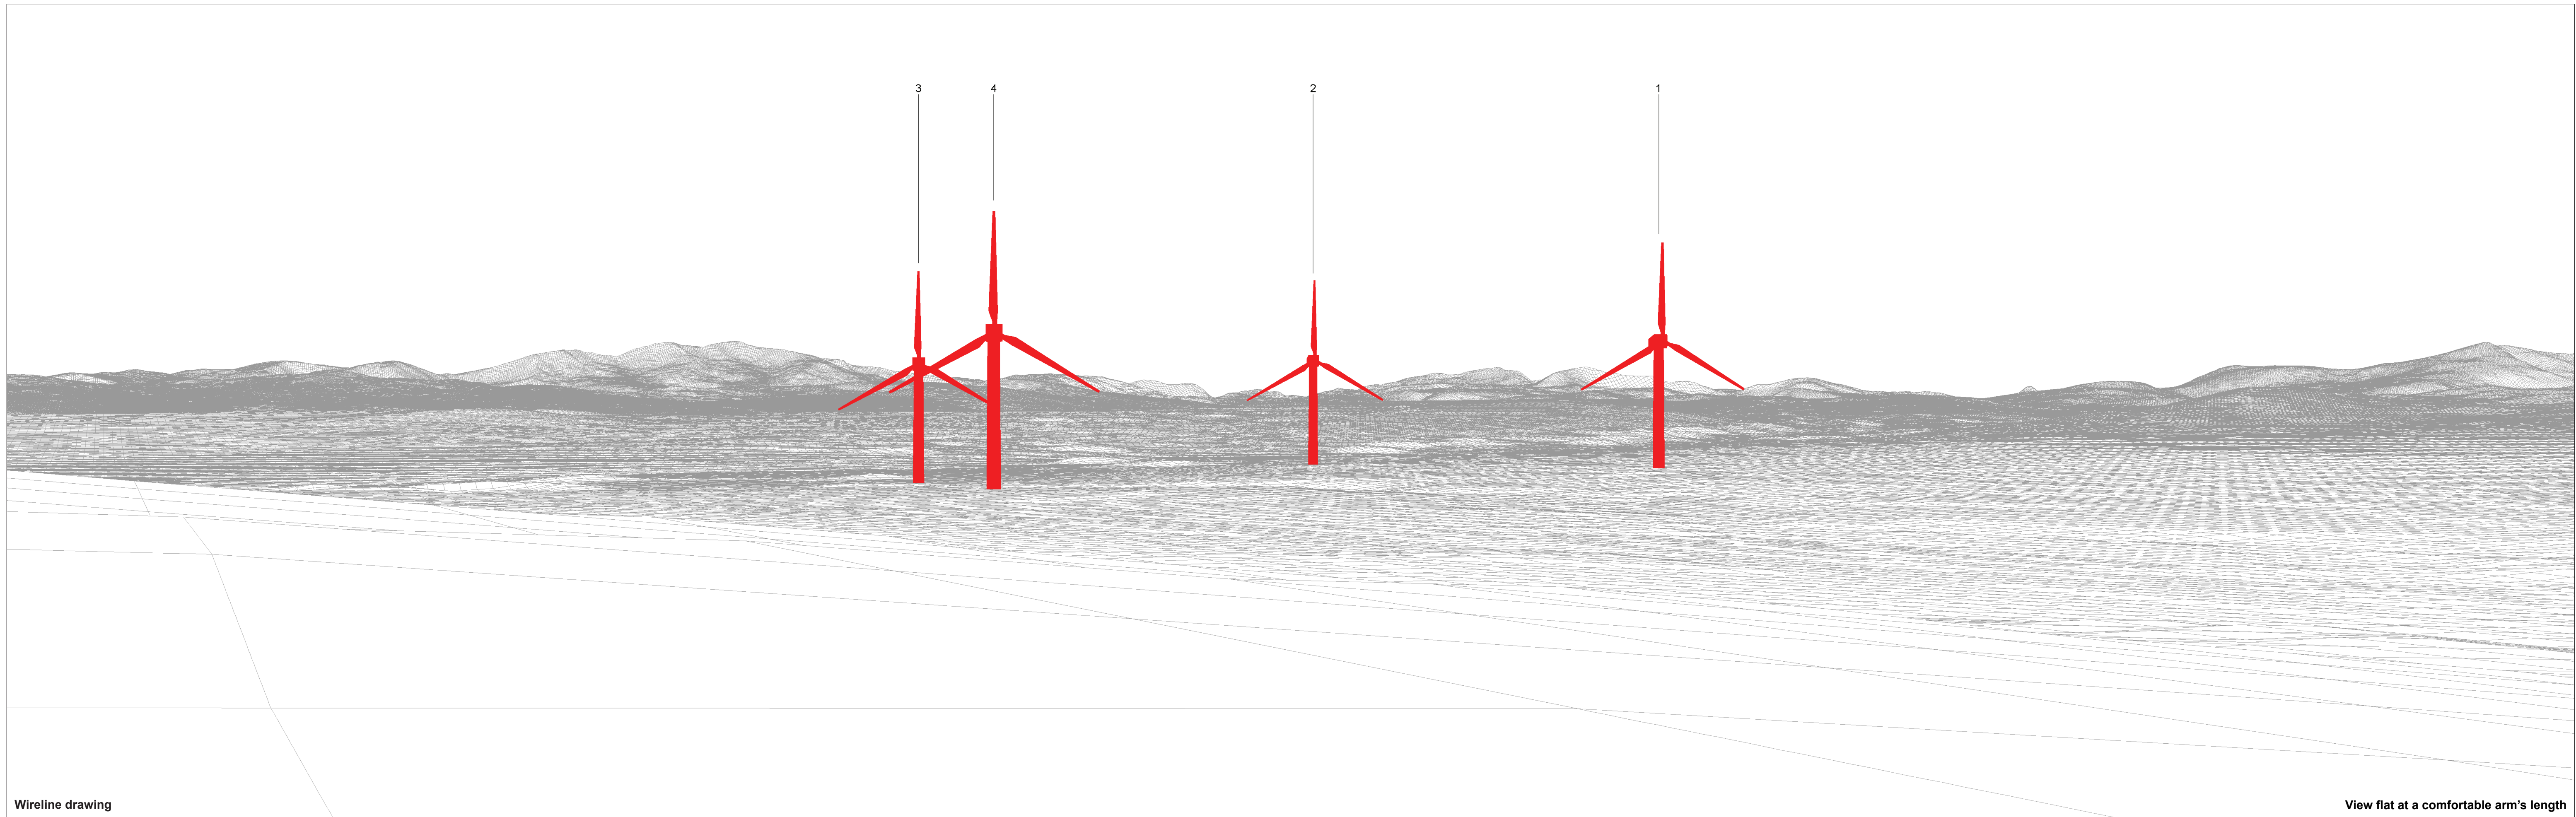 3 4 2 1
Wireline drawing
View flat at a comfortable arm's length